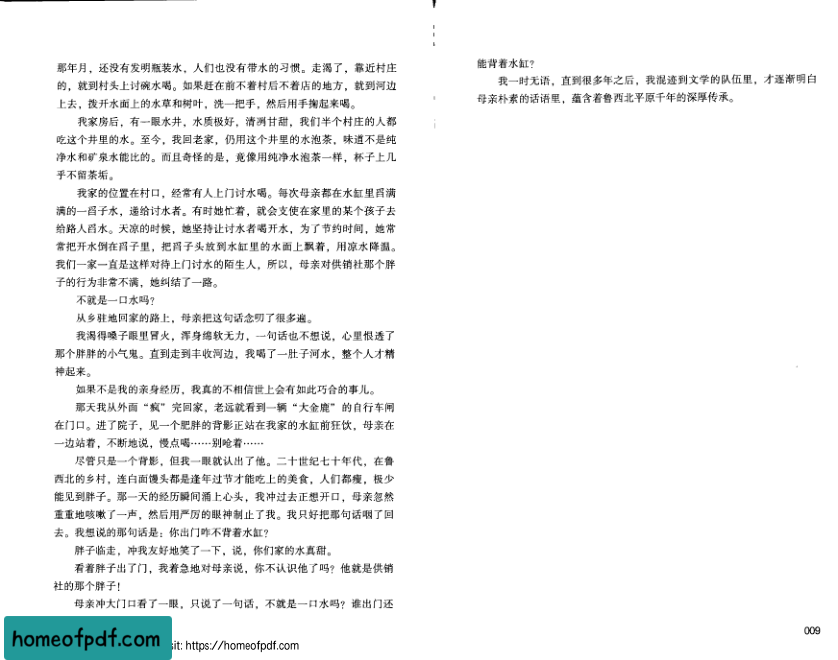 那年月，还没有发明瓶装水，人们也没有带水的习惯。走渴了，靠近村庄
的，就到村头上讨碗水喝。如果赶在前不着村后不着店的地方，就到河边
上去，拨开水面上的水草和树叶，洗一把手，然后用手掬起来喝。
我家房后，有一眼水井，水质极好，清冽甘甜，我们半个村庄的人都
吃这个井里的水。至今，我回老家，仍用这个井里的水泡茶，味道不是纯
净水和矿泉水能比的。而且奇怪的是，竟像用纯净水泡茶一样，杯子上几
乎不留茶垢。
我家的位置在村口，经常有人上门讨水喝。每次母亲都在水缸里舀满
满的一舀子水，递给讨水者。有时她忙着，就会支使在家里的某个孩子去
给路人舀水。天凉的时候，她坚持让讨水者喝开水，为了节约时间，她常
常把开水倒在舀子里，把舀子头放到水缸里的水面上飘着，用凉水降温。
我们一家一直是这样对待上门讨水的陌生人，所以，母亲对供销社那个胖
子的行为非常不满，她纠结了一路。
不就是一口水吗？
从乡驻地回家的路上，母亲把这句话念叨了很多遍。
我渴得嗓子眼里冒火，浑身绵软无力，一句话也不想说，心里恨透了
那个胖胖的小气鬼。直到走到丰收河边，我喝了一肚子河水，整个人才精
神起来。
如果不是我的亲身经历，我真的不相信世上会有如此巧合的事儿。
那天我从外面“疯”完回家，老远就看到一辆“大金鹿”的自行车闸
在门口。进了院子，见一个肥胖的背影正站在我家的水缸前狂饮，母亲在
一边站着，不断地说，慢点喝……别呛着……
尽管只是一个背影，但我一眼就认出了他。二十世纪七十年代，在鲁
西北的乡村，连白面馒头都是逢年过节才能吃上的美食，人们都瘦，极少
能见到胖子。那一天的经历瞬间涌上心头，我冲过去正想开口，母亲忽然
重重地咳嗽了一声，然后用严厉的眼神制止了我。我只好把那句话咽了回
去。我想说的那句话是：你出门咋不背着水缸？
胖子临走，冲我友好地笑了一下，说，你们家的水真甜。
看着胖子出了门，我着急地对母亲说，你不认识他了吗？他就是供销
社的那个胖子！
母亲冲大门口看了一眼，只说了一句话，不就是一口水吗？谁出门还
能背着水缸？
我一时无语，直到很多年之后，我混迹到文学的队伍里，才逐渐明白
母亲朴素的话语里，蕴含着鲁西北平原千年的深厚传承。
009
homeofpdf.com
sit: https://homeofpdf.com